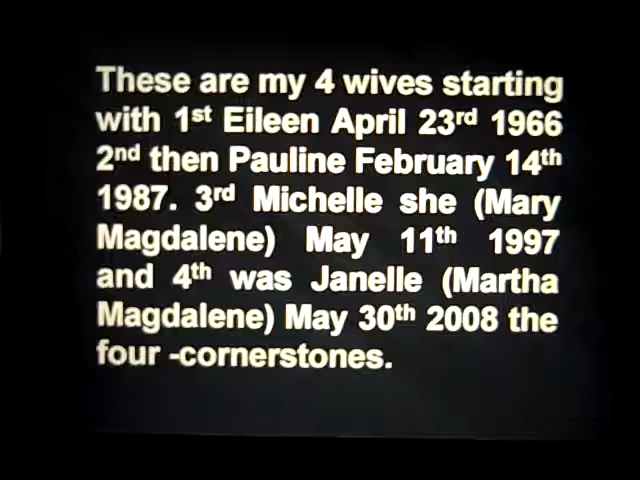 These are my 4 wives starting
with 1st Eileen April 23rd 1966
2nd then Pauline February 14th
1987. 3rd Michelle she (Mary
Magdalene) May 11th 1997
and 4th was Janelle (Martha
Magdalene) May 30th 2008 the
four -cornerstones.